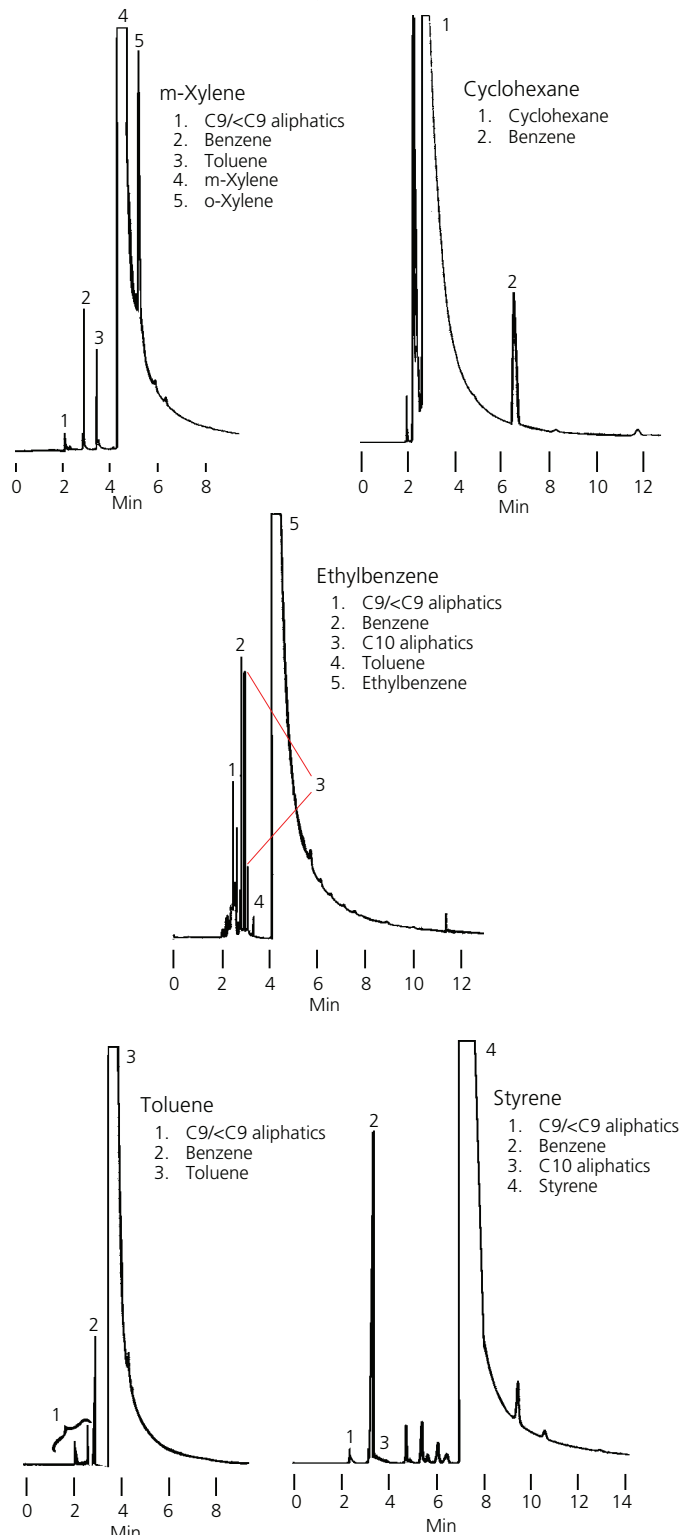 4
5
m-Xylene
1. C9/<C9 aliphatics
2. Benzene
3. Toluene
4. m-Xylene
5. o-Xylene
2
3
1
0 2 4 6 8
Min
1
Cyclohexane
1. Cyclohexane
2. Benzene
2
0 2 4 6 8 10 12
Min
5
Ethylbenzene
1. C9/<C9 aliphatics
2. Benzene
3. C10 aliphatics
4. Toluene
5. Ethylbenzene
2
1
3
4
0 2 4 6 8 10 12
Min
3
Toluene
1. C9/<C9 aliphatics
2. Benzene
3. Toluene
2
1
0 2 4 6 8
Min
4
Styrene
1. C9/<C9 aliphatics
2. Benzene
3. C10 aliphatics
4. Styrene
2
1
3
0 2 4 6 8 10 12 14
Min